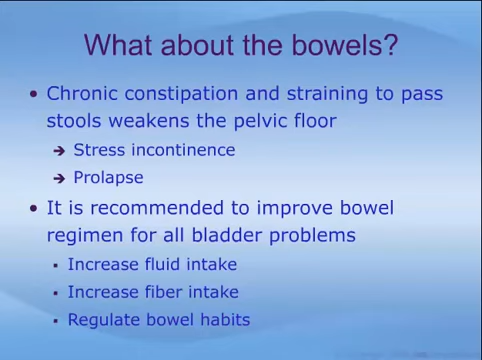 What about the bowels?
• Chronic constipation and straining to pass
stools weakens the pelvic floor
➔ Stress incontinence
➔ Prolapse
• It is recommended to improve bowel
regimen for all bladder problems
▪ Increase fluid intake
▪ Increase fiber intake
▪ Regulate bowel habits